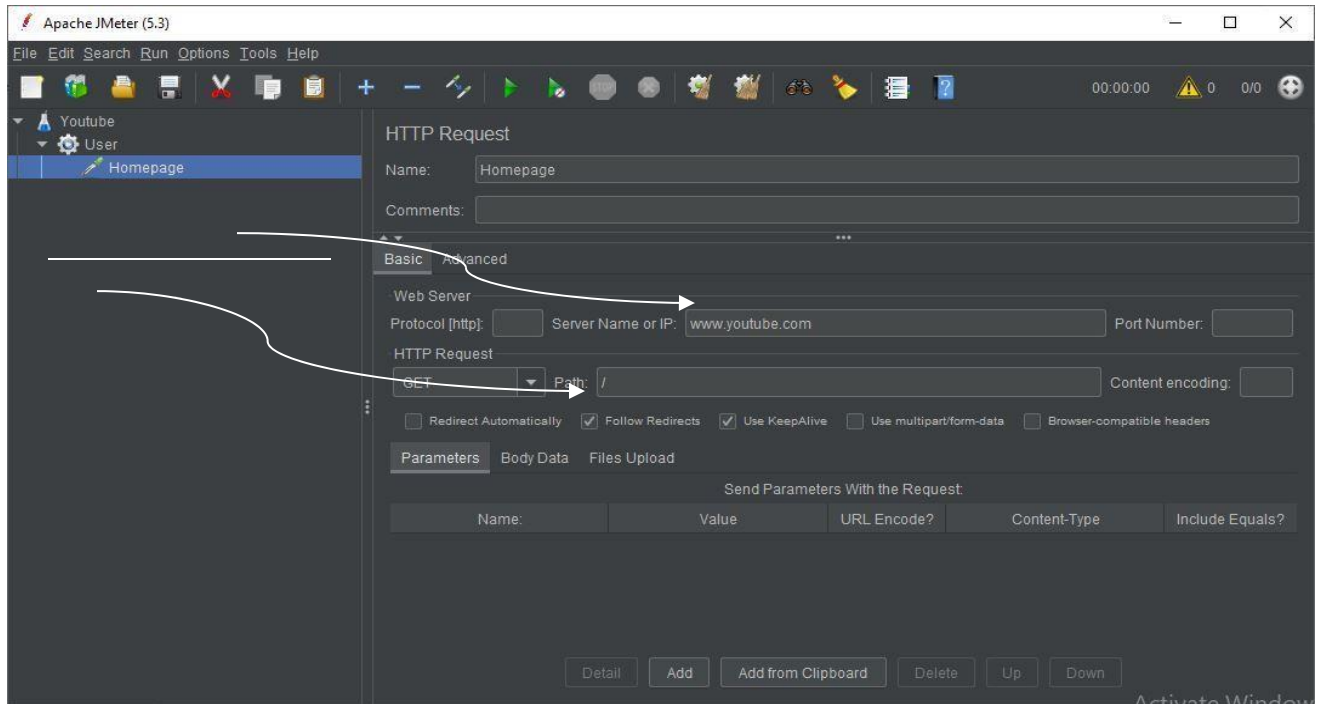 Apache JMeter (5.3)
File Edit Search Run Options Tools Help
STOP
00:00:00 0 0/0
Youtube
User
Homepage
HTTP Request
Name: Homepage
Comments:
Basic Advanced
Web Server
Protocol [http]: Server Name or IP: www.youtube.com Port Number:
HTTP Request
GET Path: / Content encoding:
Redirect Automatically Follow Redirects Use KeepAlive Use multipart/form-data Browser-compatible headers
Parameters Body Data Files Upload
Send Parameters With the Request:
Name: Value URL Encode? Content-Type Include Equals?
Detail Add Add from Clipboard Delete Up Down
Activate Window